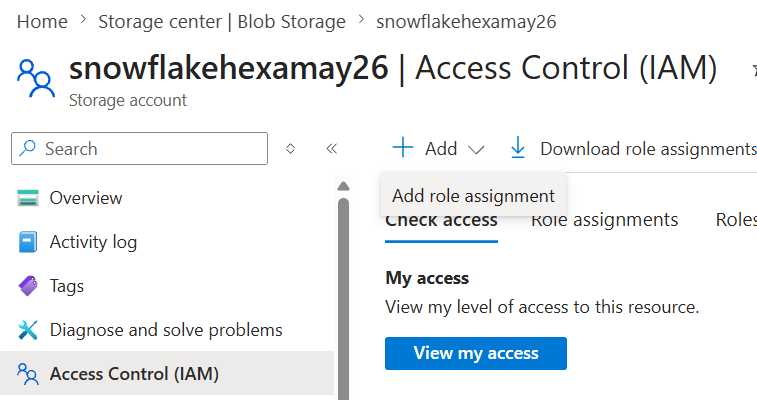 Home > Storage center | Blob Storage > snowflakehexamay26
snowflakehexamay26 | Access Control (IAM)
Storage account
Search
Add
Download role assignments
Add role assignment
Overview
Check access
Role assignments
Roles
Activity log
My access
Tags
View my level of access to this resource.
Diagnose and solve problems
View my access
Access Control (IAM)